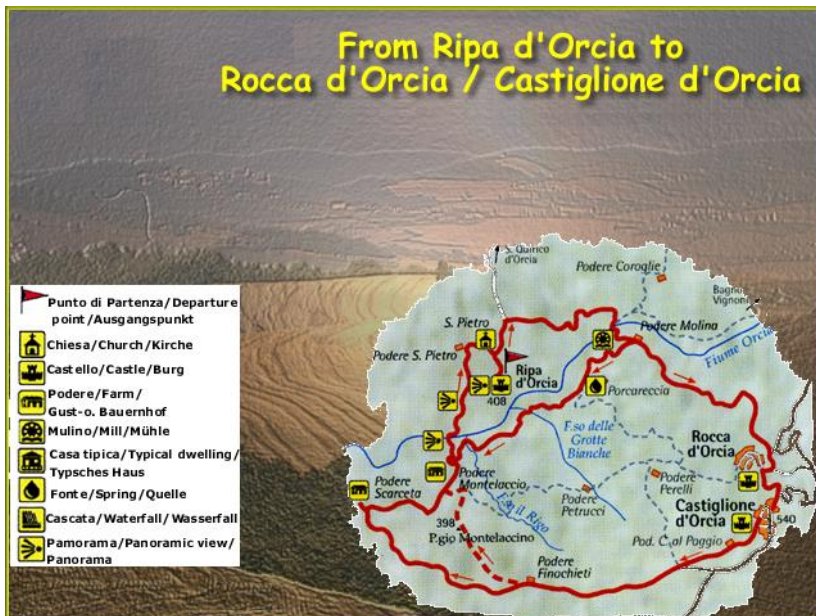 From Ripa d'Orcia to
Rocca d'Orcia / Castiglione d'Orcia
Punto di Partenza/Departure
point/Ausgangspunkt
Chiesa/Church/Kirche
Castello/Castle/Burg
Podere/Farm/
Gust-o. Bauernhof
Mulino/Mill/Mühle
Casa tipica/Typical dwelling/
Typsches Haus
Fonte/Spring/Quelle
Cascata/Waterfall/Wasserfall
Pamorama/Panoramic view/
Panorama
S. Quirico
d'Orcia
Podere Coroglie
Bagno
Vignoni
S. Pietro
Podere Molina
Podere S. Pietro
Fiume Orcia
Ripa
d'Orcia
408
Porcareccia
F.so delle
Grotte
Bianche
Rocca
d'Orcia
Podere
Scarceta
Podere
Montelaccio
Podere
Perelli
Podere
Petrucci
F.so il Rigo
Castiglione
d'Orcia
540
398
P.gio Montelaccino
Pod. C. al Poggio
Podere
Finochieti